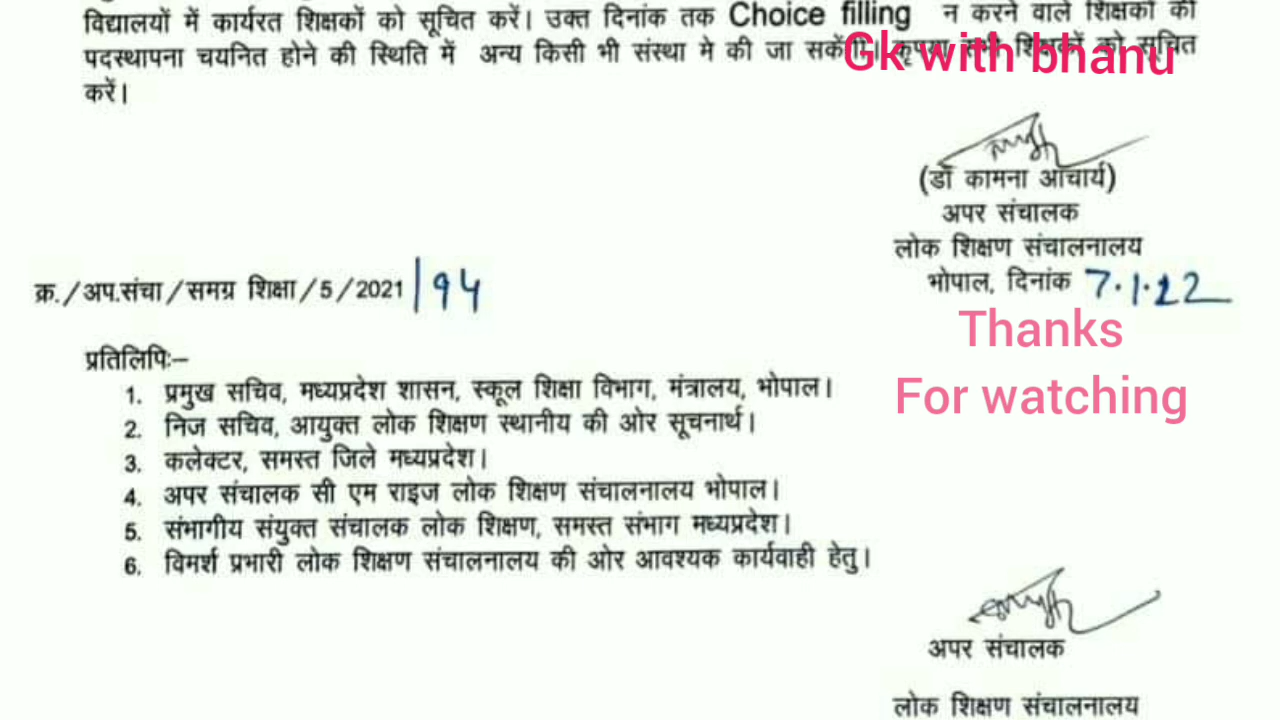 विद्यालयों में कार्यरत शिक्षकों को सूचित करें। उक्त दिनांक तक Choice filling न करने वाले शिक्षकों की
पदस्थापना चयनित होने की स्थिति में अन्य किसी भी संस्था मे की जा सकेगी। कृपया सभी शिक्षकों को सूचित
Gk with bhanu
करें।
(डॉ कामना आचार्य)
अपर संचालक
लोक शिक्षण संचालनालय
भोपाल, दिनांक 7.1.22
क्र./अप.संचा/समग्र शिक्षा/5/2021/94
Thanks
For watching
प्रतिलिपिः–
1. प्रमुख सचिव, मध्यप्रदेश शासन, स्कूल शिक्षा विभाग, मंत्रालय, भोपाल।
2. निज सचिव, आयुक्त लोक शिक्षण स्थानीय की ओर सूचनार्थ।
3. कलेक्टर, समस्त जिले मध्यप्रदेश।
4. अपर संचालक सी एम राइज लोक शिक्षण संचालनालय भोपाल।
5. संभागीय संयुक्त संचालक लोक शिक्षण, समस्त संभाग मध्यप्रदेश।
6. विमर्श प्रभारी लोक शिक्षण संचालनालय की ओर आवश्यक कार्यवाही हेतु।
अपर संचालक
लोक शिक्षण संचालनालय